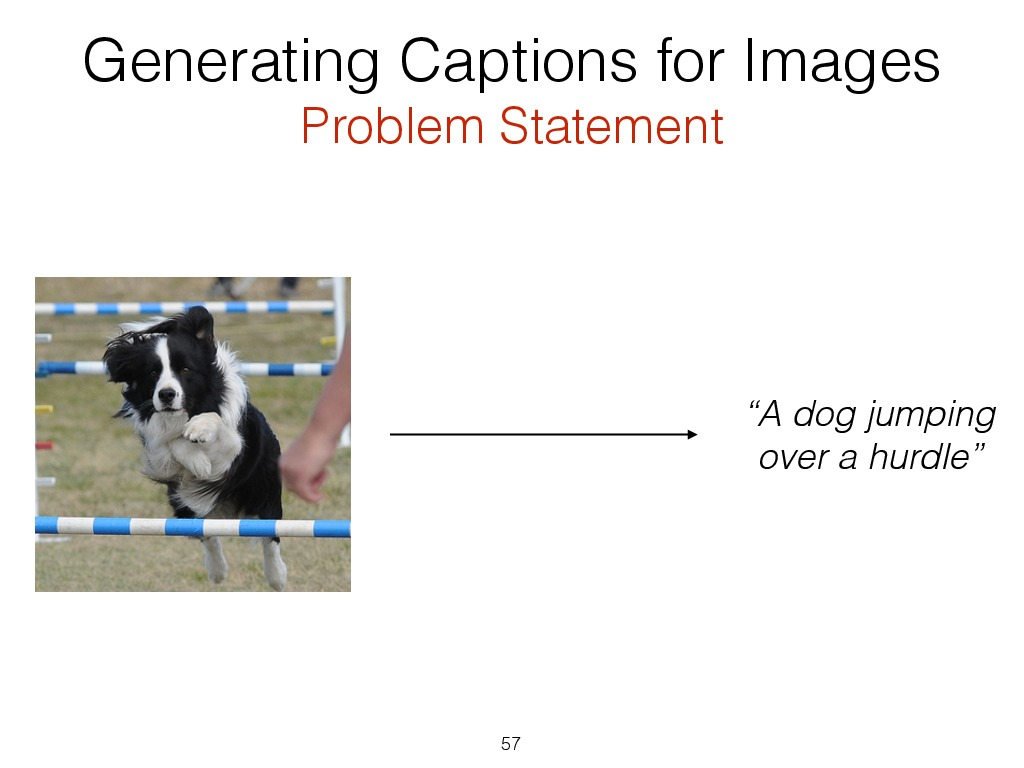 Generating Captions for Images
Problem Statement
“A dog jumping
over a hurdle”
57